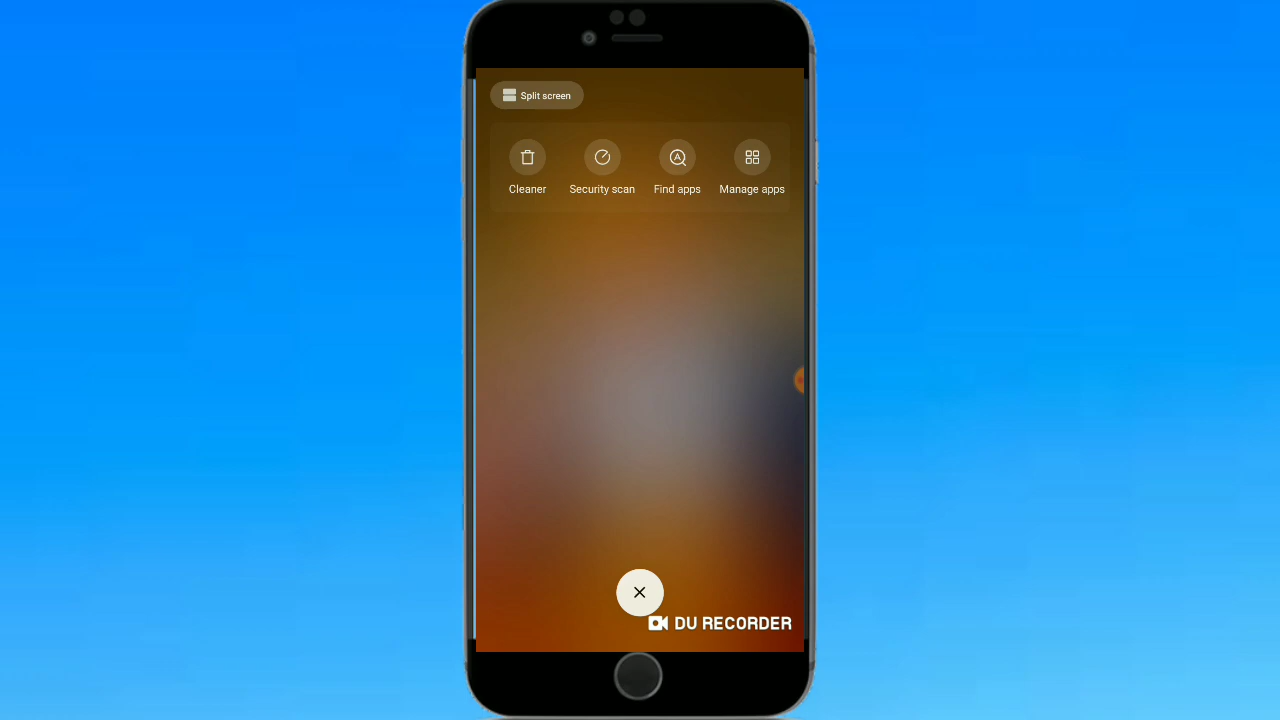 Split screen
Cleaner
Security scan
Find apps
Manage apps
DU RECORDER